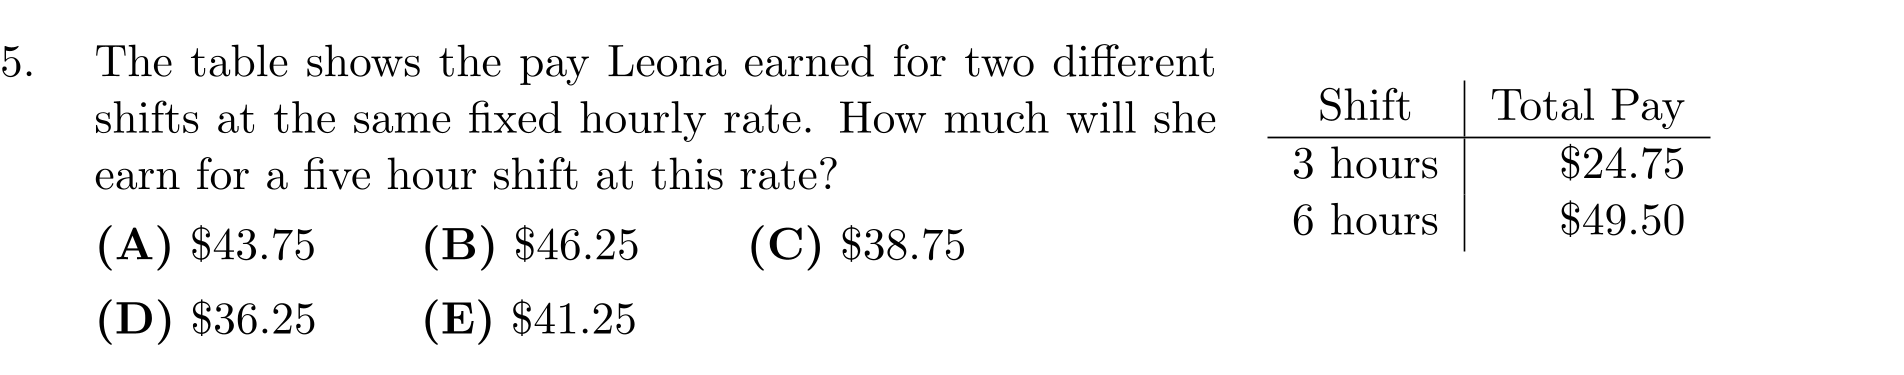 5. The table shows the pay Leona earned for two different
shifts at the same fixed hourly rate. How much will she
earn for a five hour shift at this rate?
(A) $43.75 (B) $46.25 (C) $38.75
(D) $36.25 (E) $41.25
Shift Total Pay
3 hours $24.75
6 hours $49.50